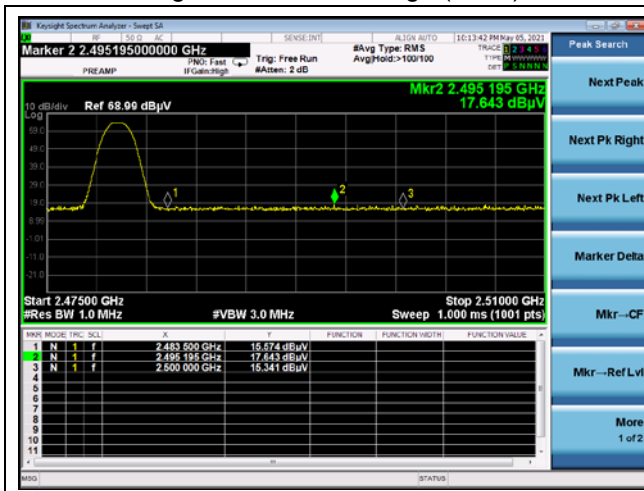 Keysight Spectrum Analyzer - Swept SA
RF 50 Ω AC SENSE:INT ALIGN AUTO 10:13:42 PM May 05, 2021
Marker 2 2.495195000000 GHz
#Avg Type: RMS
TRACE 1 2 3 4 5 6
PNO: Fast
Trig: Free Run
Avg|Hold:>100/100
TYPE M
PREAMP
IFGain:High
#Atten: 2 dB
DET P S N N N N
Peak Search
Mkr2 2.495 195 GHz
17.643 dBµV
10 dB/div Ref 68.99 dBµV
Log
59.0
49.0
39.0
29.0
19.0
8.99
-1.01
-11.0
-21.0
1
2
3
Start 2.47500 GHz
Stop 2.51000 GHz
#Res BW 1.0 MHz
#VBW 3.0 MHz
Sweep 1.000 ms (1001 pts)
MKR MODE TRC SCL X Y FUNCTION FUNCTION WIDTH FUNCTION VALUE
1 N 1 f 2.483 500 GHz 15.574 dBµV
2 N 1 f 2.495 195 GHz 17.643 dBµV
3 N 1 f 2.500 000 GHz 15.341 dBµV
4
5
6
7
8
9
10
11
MSG
STATUS
Next Peak
Next Pk Right
Next Pk Left
Marker Delta
Mkr→CF
Mkr→Ref Lvl
More
1 of 2